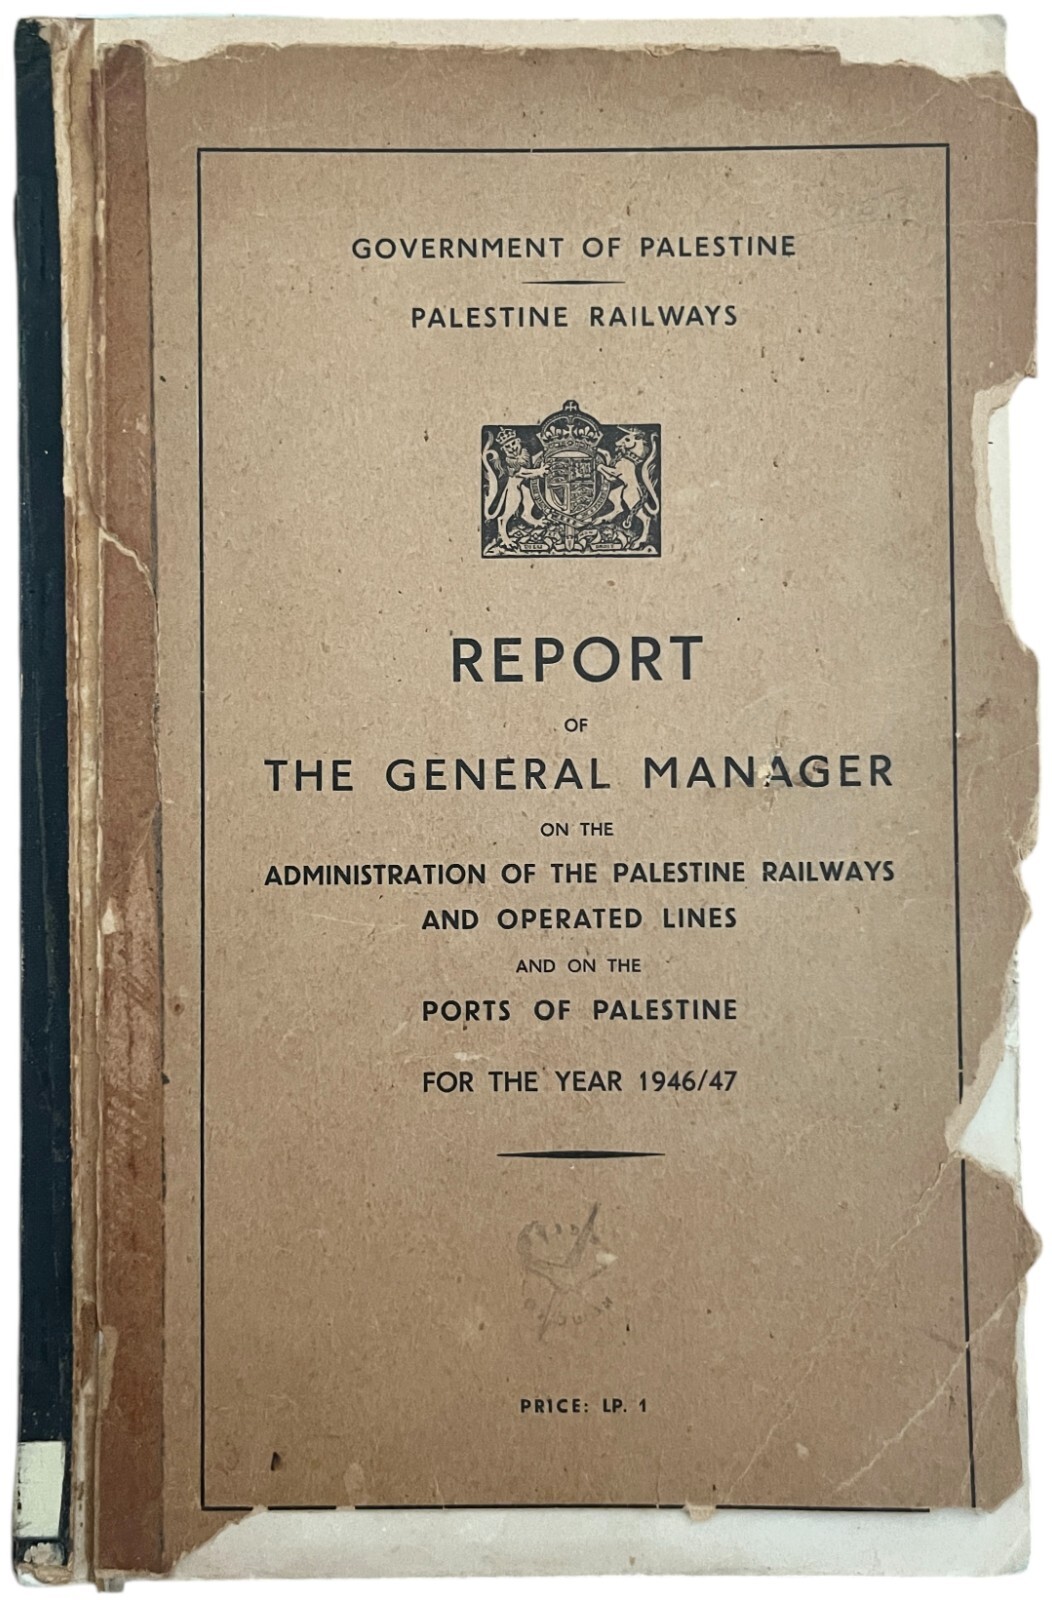 GOVERNMENT OF PALESTINE
PALESTINE RAILWAYS
REPORT
OF
THE GENERAL MANAGER
ON THE
ADMINISTRATION OF THE PALESTINE RAILWAYS
AND OPERATED LINES
AND ON THE
PORTS OF PALESTINE
FOR THE YEAR 1946/47
PRICE: LP. 1